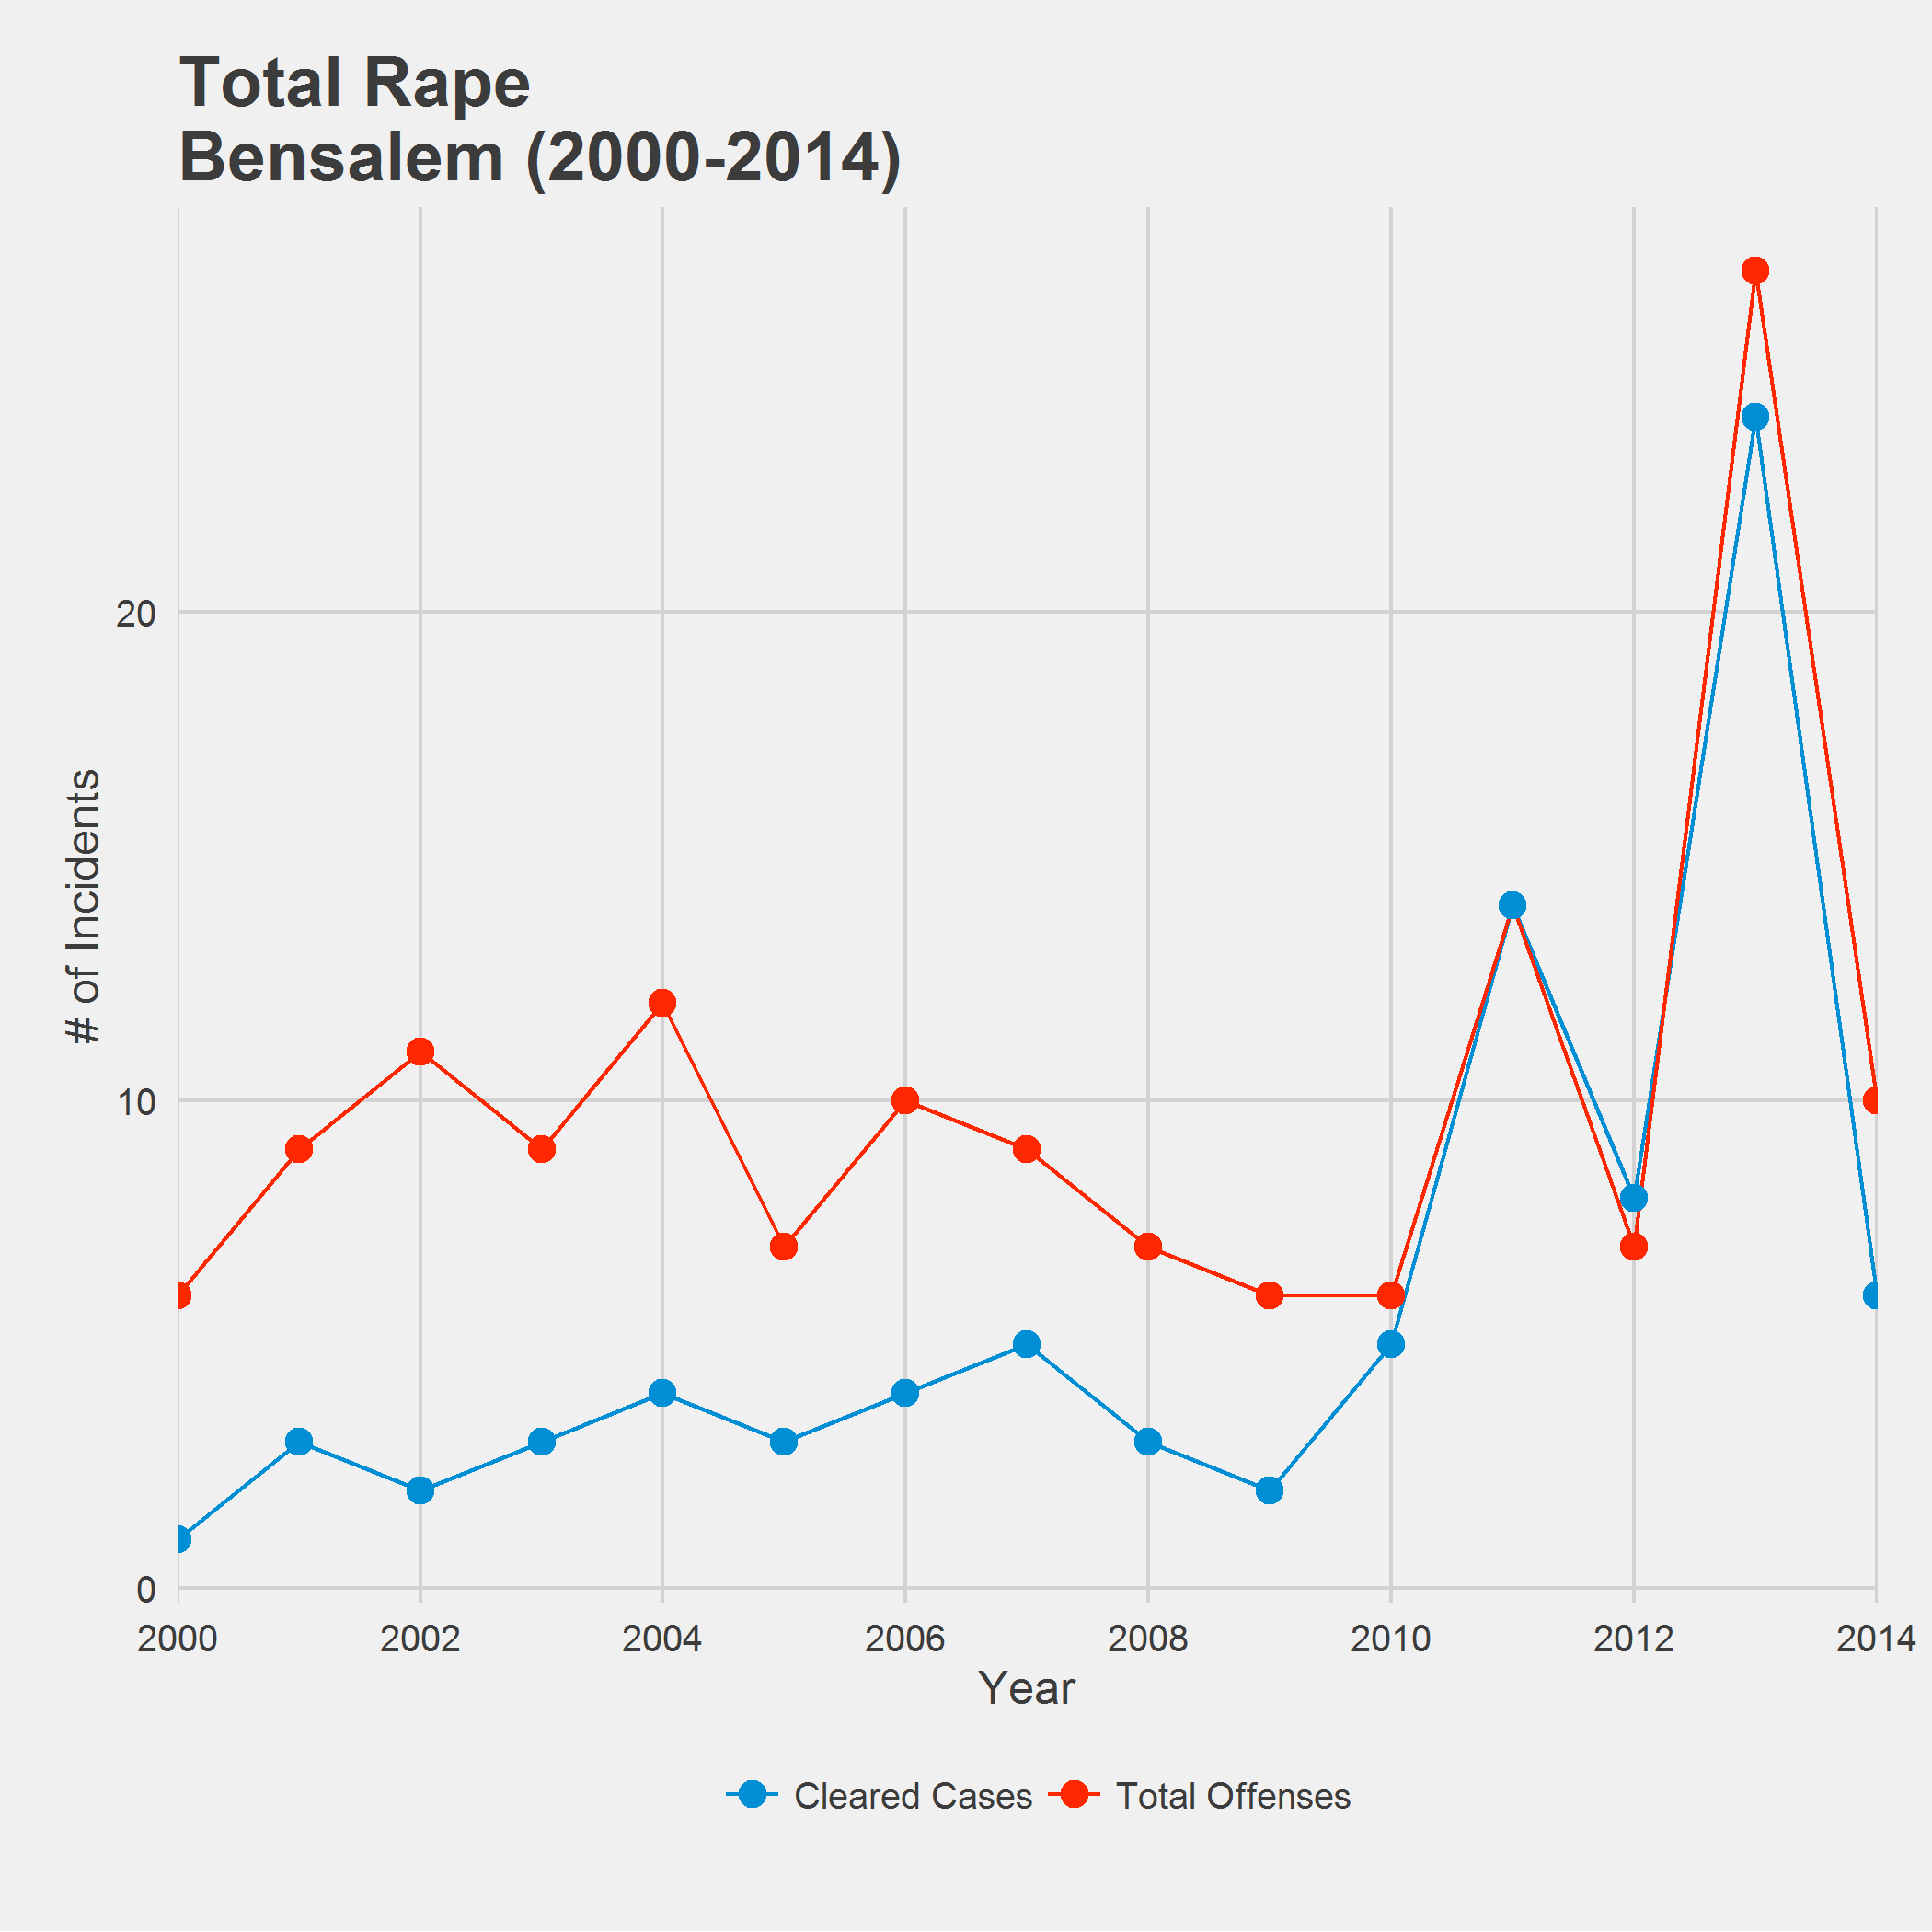 Total Rape
Bensalem (2000-2014)
# of Incidents
20
10
0
2000 2002 2004 2006 2008 2010 2012 2014
Year
Cleared Cases Total Offenses